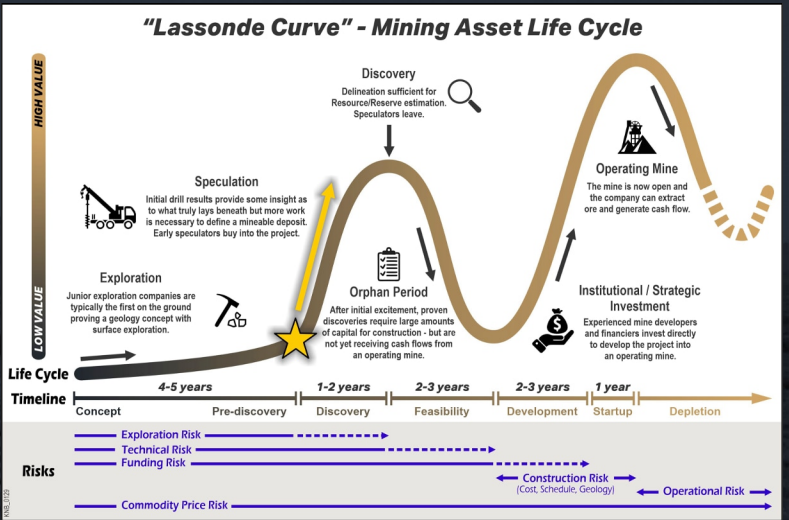 “Lassonde Curve” - Mining Asset Life Cycle
HIGH VALUE
LOW VALUE
Discovery
Delineation sufficient for
Resource/Reserve estimation.
Speculators leave.
Speculation
Initial drill results provide some insight as
to what truly lays beneath but more work
is necessary to define a mineable deposit.
Early speculators buy into the project.
Exploration
Junior exploration companies are
typically the first on the ground
proving a geology concept with
surface exploration.
Orphan Period
After initial excitement, proven
discoveries require large amounts
of capital for construction - but are
not yet receiving cash flows from
an operating mine.
Operating Mine
The mine is now open and
the company can extract
ore and generate cash flow.
Institutional / Strategic
Investment
Experienced mine developers
and financiers invest directly
to develop the project into
an operating mine.
$
Life Cycle
Timeline
4-5 years
1-2 years
2-3 years
2-3 years
1 year
Concept
Pre-discovery
Discovery
Feasibility
Development
Startup
Depletion
Risks
Exploration Risk
Technical Risk
Funding Risk
Construction Risk
(Cost, Schedule, Geology)
Operational Risk
Commodity Price Risk
KNB_0129